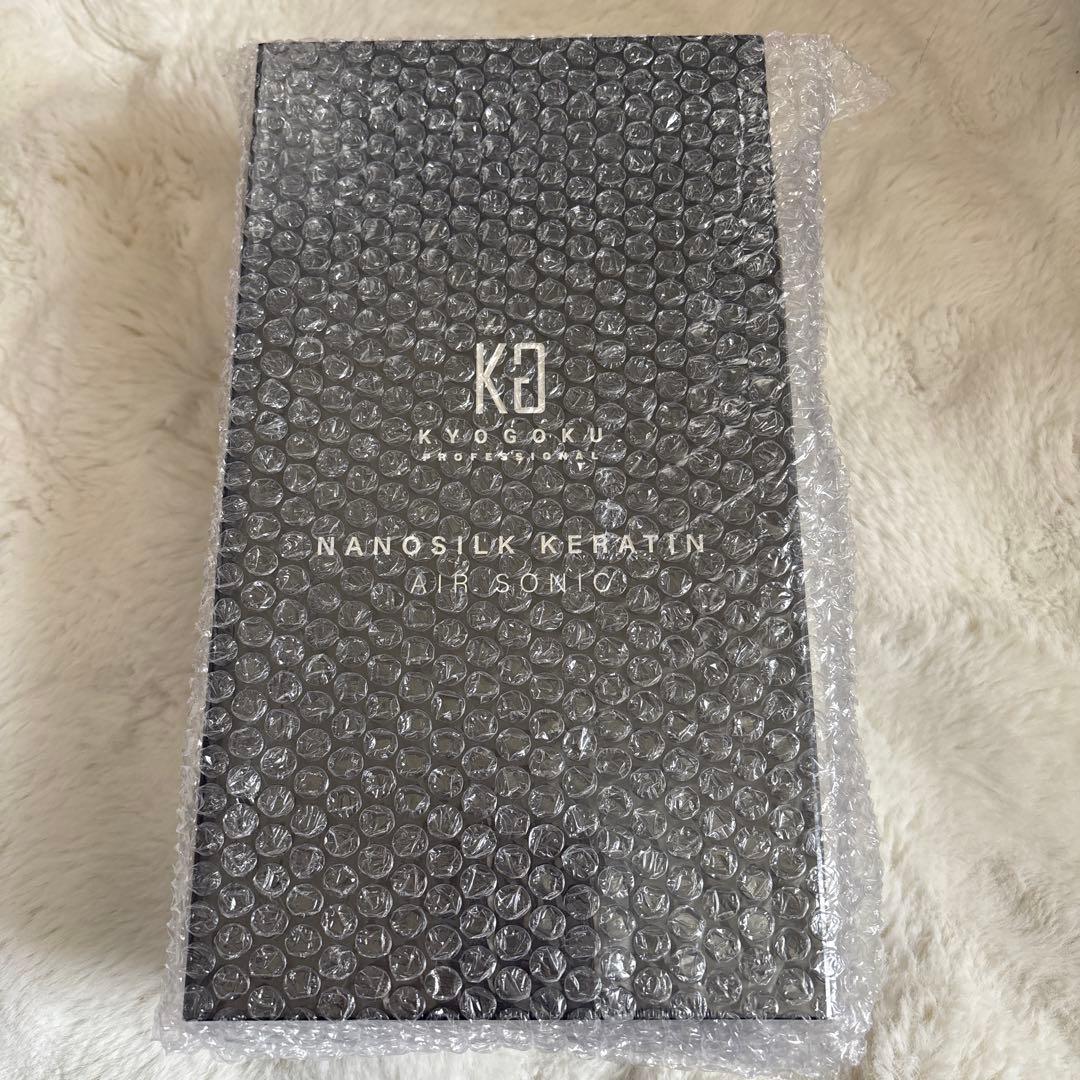 KG
KYOGOKU
PROFESSIONAL
NANOSILK KERATIN
AIR SONIC